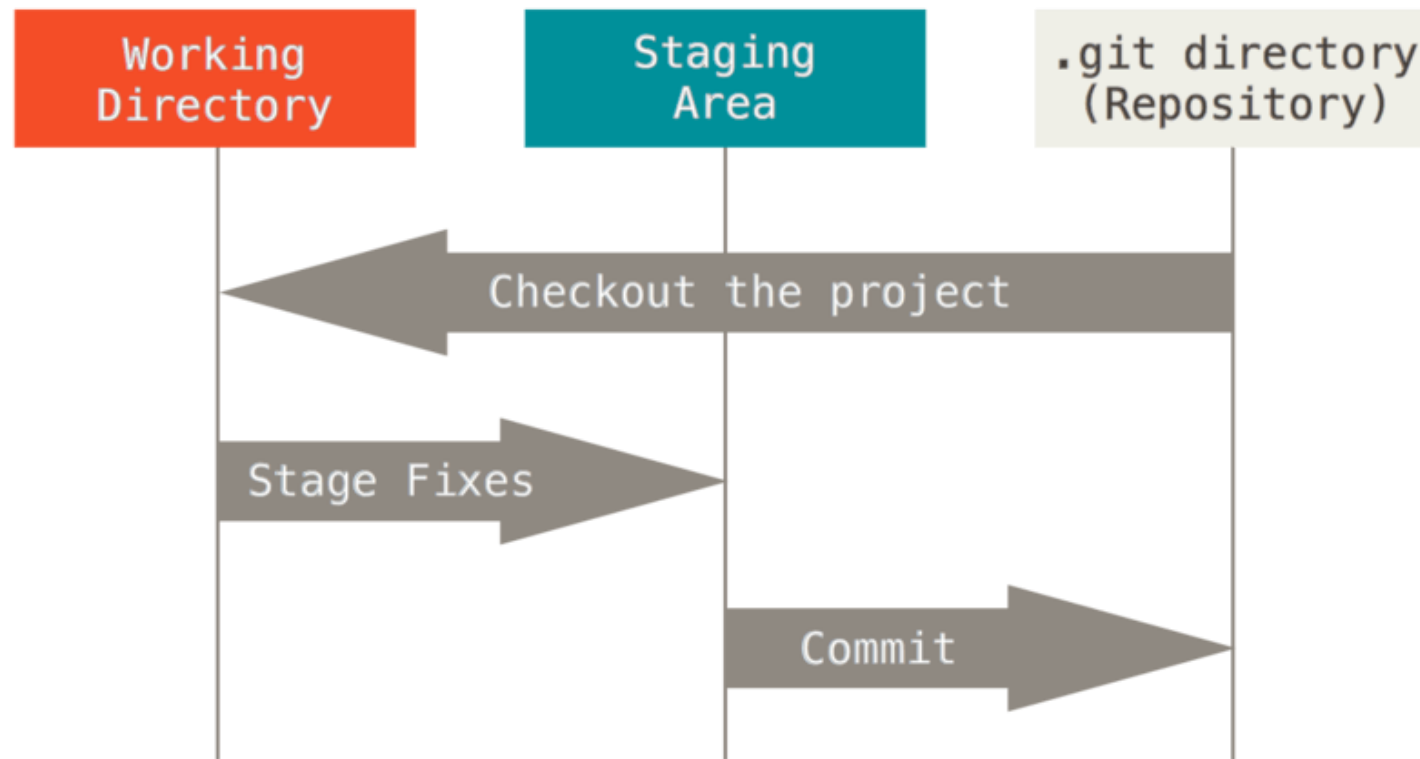 Working
Directory
Staging
Area
.git directory
(Repository)
Checkout the project
Stage Fixes
Commit